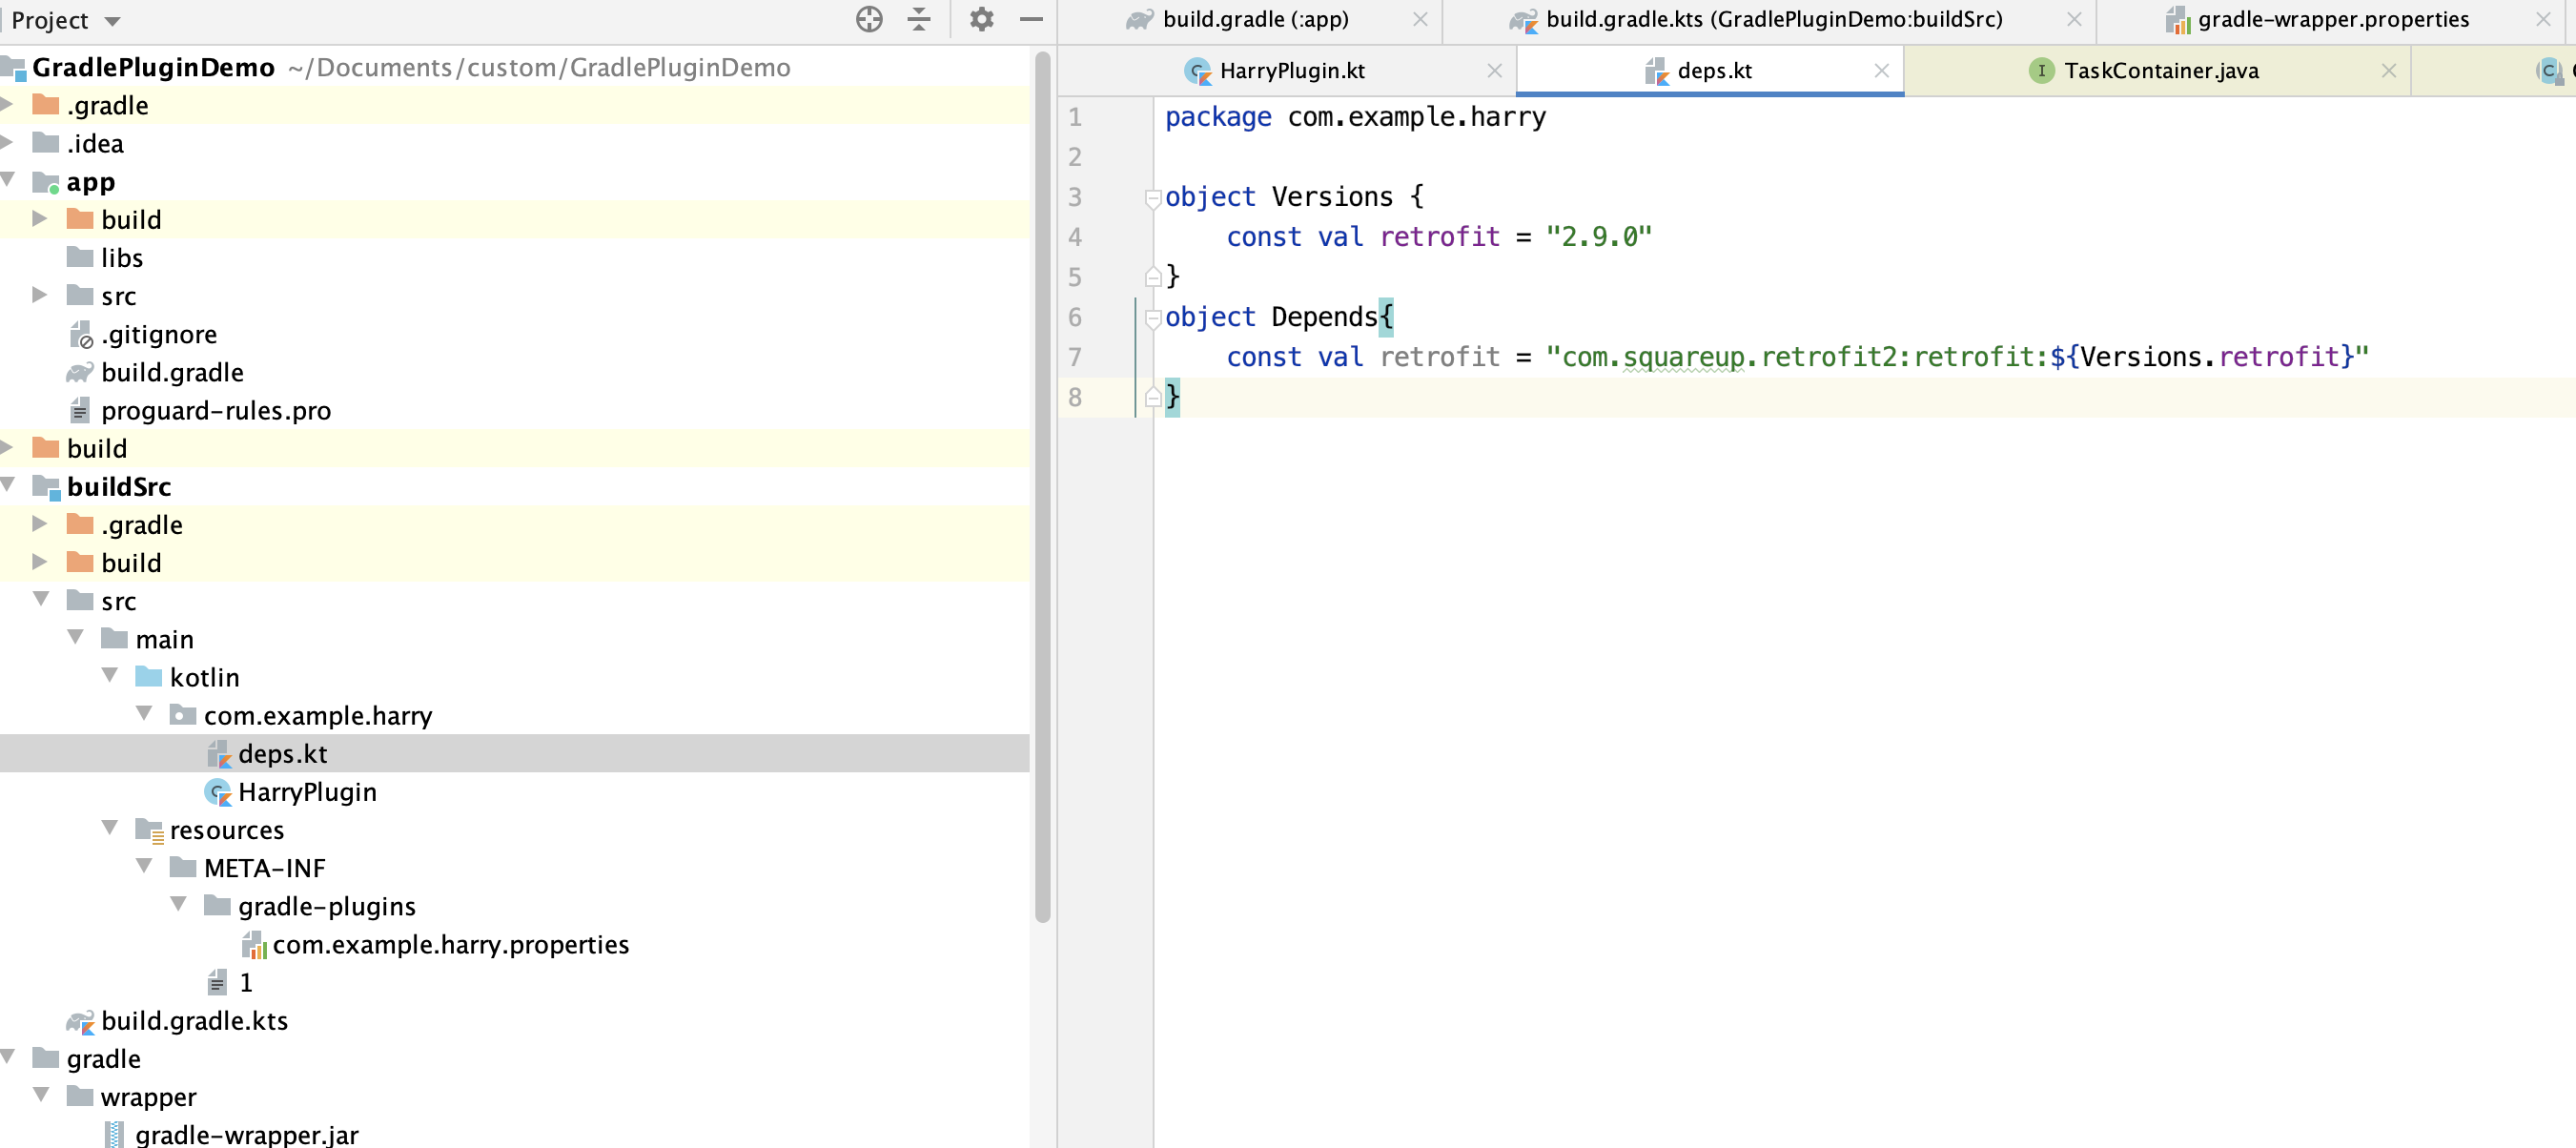 Project
GradlePluginDemo ~/Documents/custom/GradlePluginDemo
.gradle
.idea
app
build
libs
src
.gitignore
build.gradle
proguard-rules.pro
build
buildSrc
.gradle
build
src
main
kotlin
com.example.harry
deps.kt
HarryPlugin
resources
META-INF
gradle-plugins
com.example.harry.properties
1
build.gradle.kts
gradle
wrapper
gradle-wrapper.jar
build.gradle (:app)
build.gradle.kts (GradlePluginDemo:buildSrc)
gradle-wrapper.properties
HarryPlugin.kt
deps.kt
TaskContainer.java
1 package com.example.harry
2
3 object Versions {
4 const val retrofit = "2.9.0"
5 }
6 object Depends{
7 const val retrofit = "com.squareup.retrofit2:retrofit:${Versions.retrofit}"
8 }